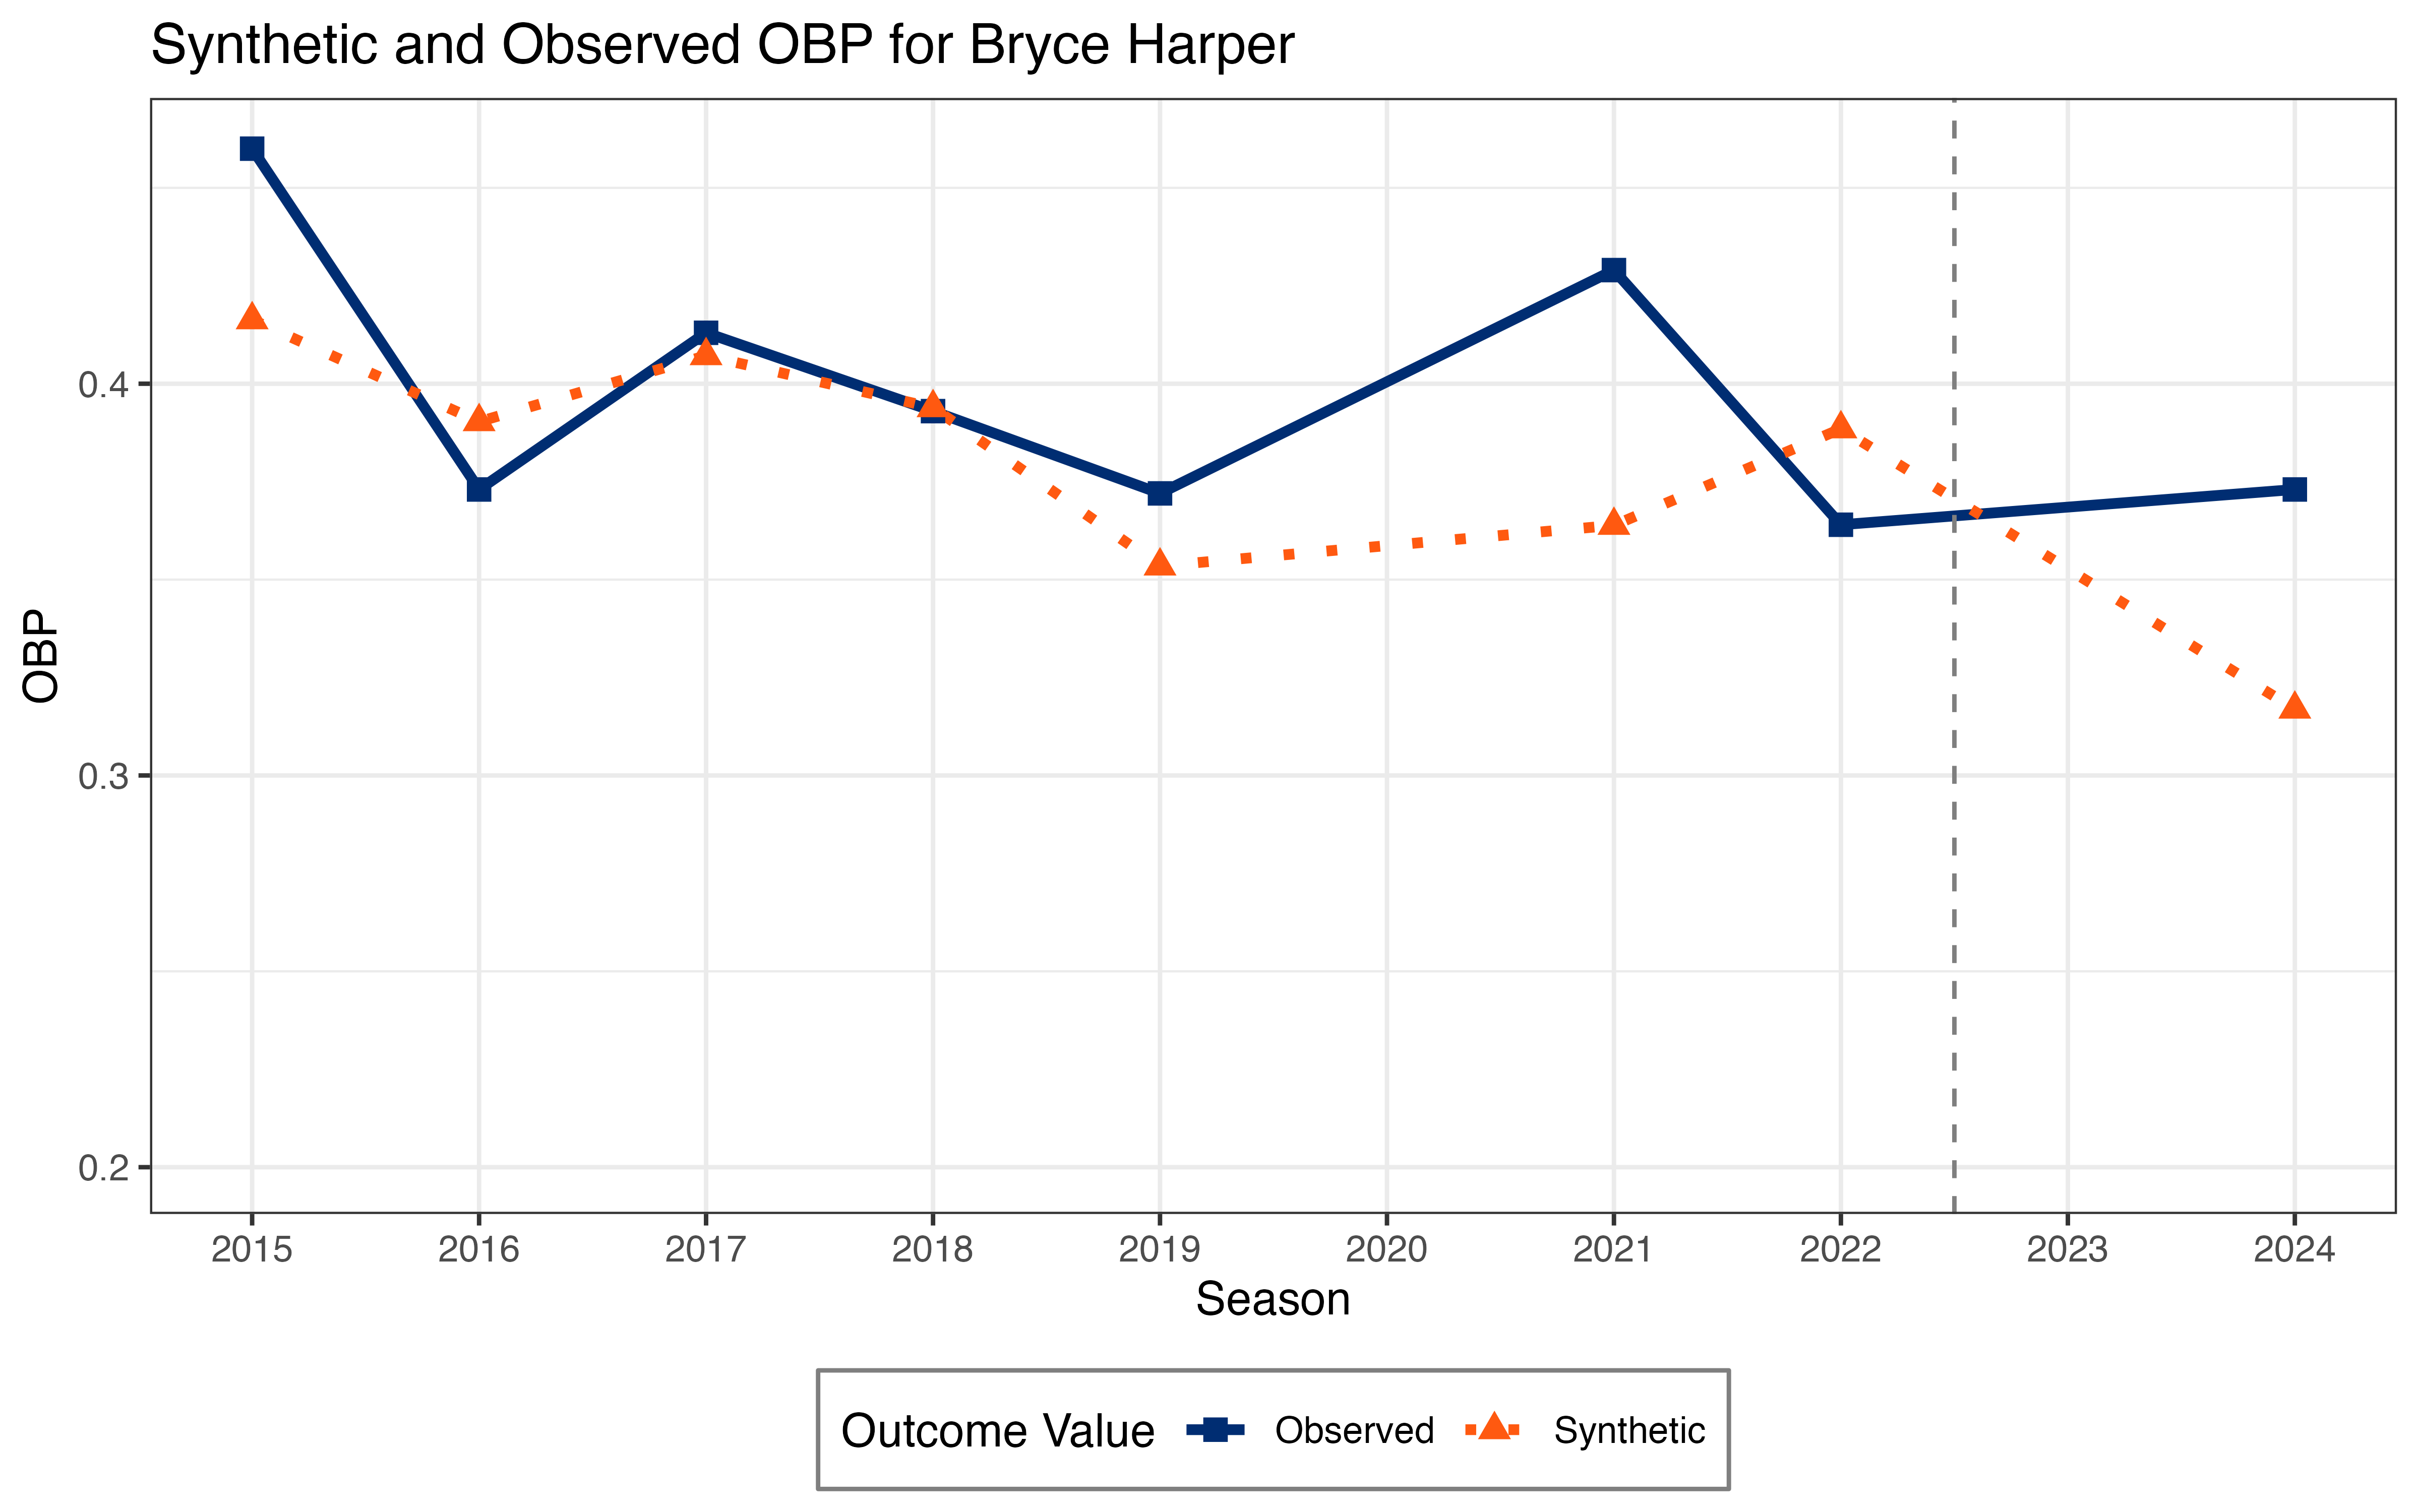 Synthetic and Observed OBP for Bryce Harper
OBP
0.4
0.3
0.2
2015 2016 2017 2018 2019 2020 2021 2022 2023 2024
Season
Outcome Value Observed Synthetic